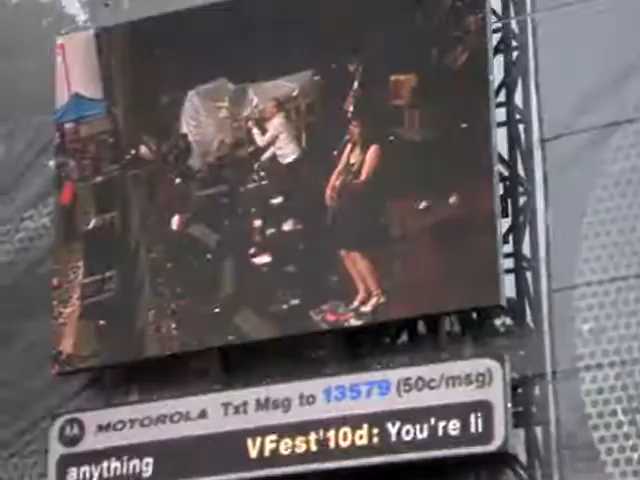 MOTOROLA Txt Msg to 13579 (50c/msg)
anything VFest'10d: You're li